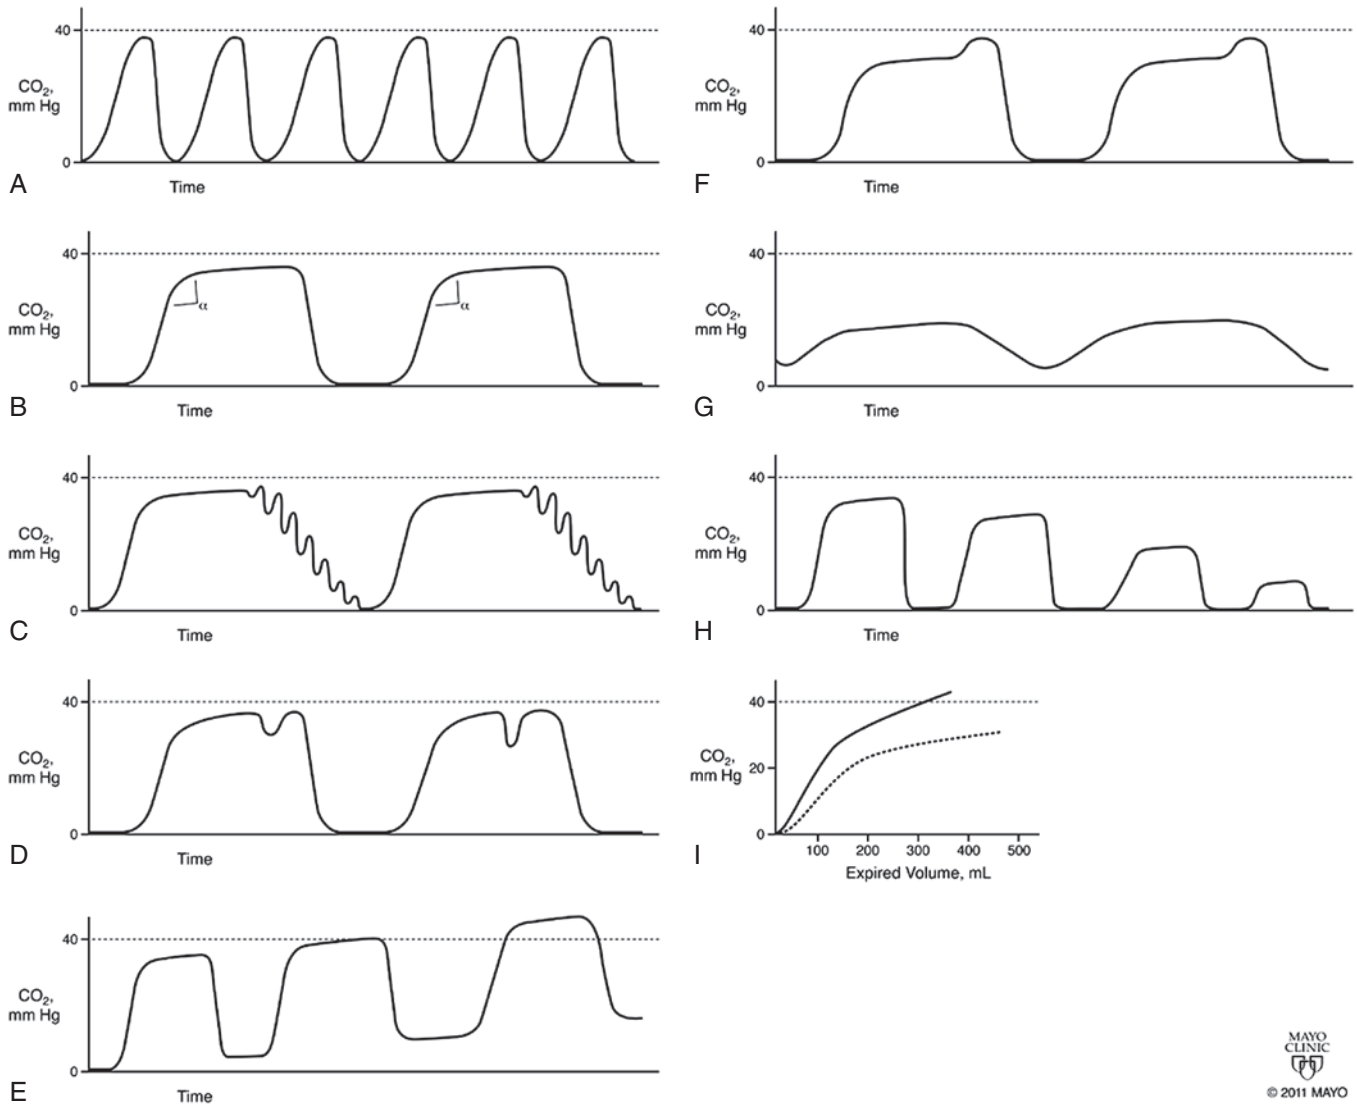 40
CO2,
mm Hg
0
A
Time
40
CO2,
mm Hg
0
B
Time
α
α
40
CO2,
mm Hg
0
C
Time
40
CO2,
mm Hg
0
D
Time
40
CO2,
mm Hg
0
E
Time
40
CO2,
mm Hg
0
F
Time
40
CO2,
mm Hg
0
G
Time
40
CO2,
mm Hg
0
H
Time
40
CO2,
mm Hg
20
0
I
100 200 300 400 500
Expired Volume, mL
MAYO
CLINIC
© 2011 MAYO